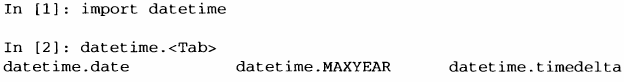 In [1]: import datetime
In [2]: datetime.<Tab>
datetime.date datetime.MAXYEAR datetime.timedelta